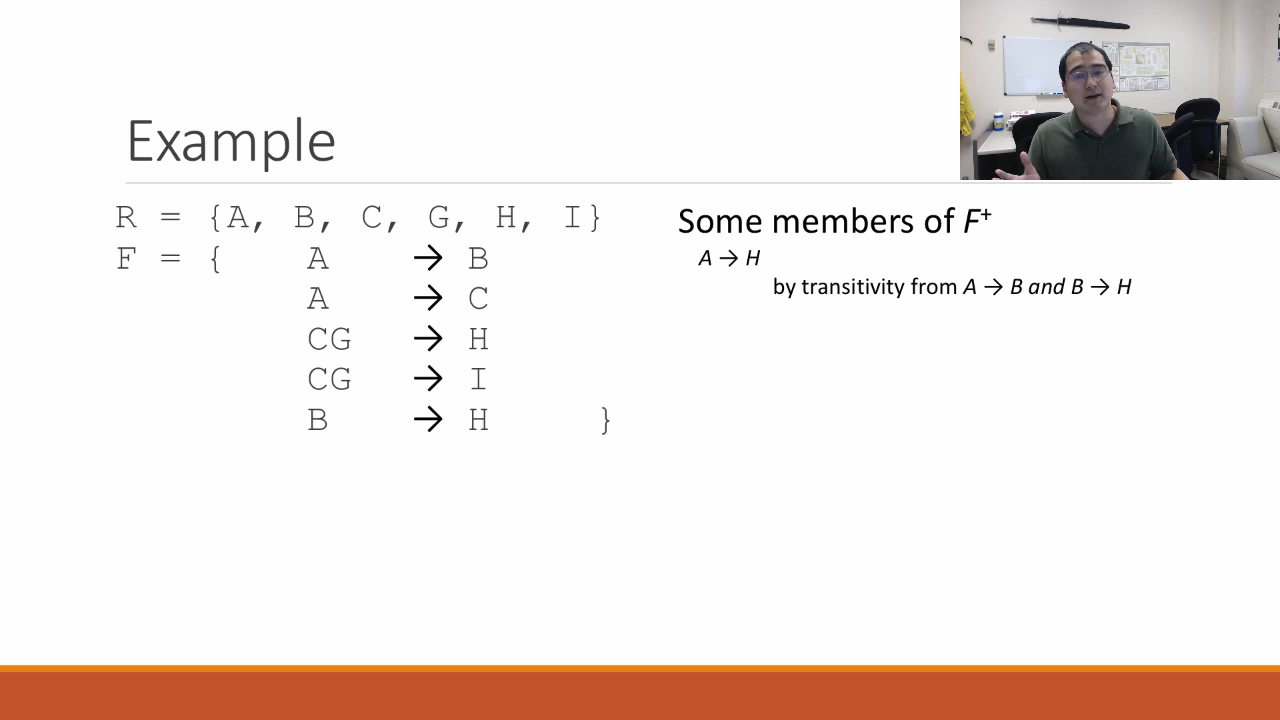 Example
R = {A, B, C, G, H, I}
F = { A → B
A → C
CG → H
CG → I
B → H }
Some members of F+
A → H
by transitivity from A → B and B → H